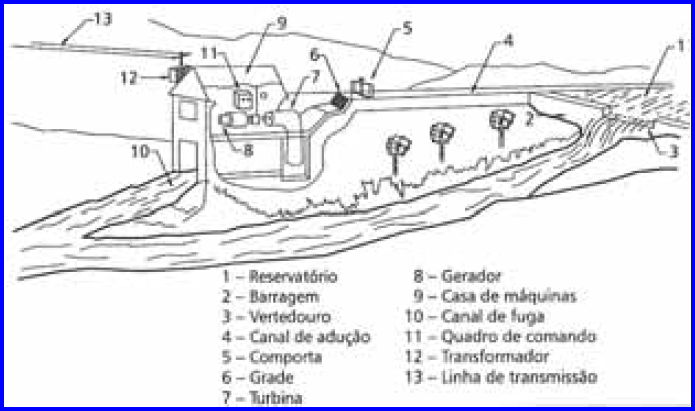 13
9
5
4
1
11
6
7
12
2
8
10
3
1 – Reservatório
2 – Barragem
3 – Vertedouro
4 – Canal de adução
5 – Comporta
6 – Grade
7 – Turbina
8 – Gerador
9 – Casa de máquinas
10 – Canal de fuga
11 – Quadro de comando
12 – Transformador
13 – Linha de transmissão